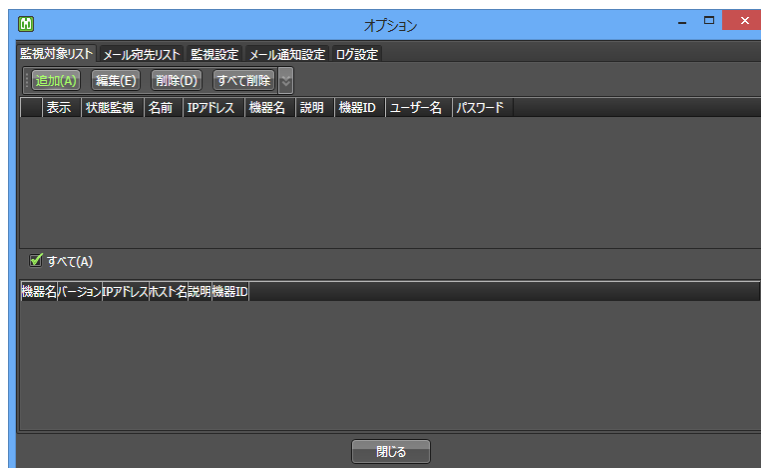 オプション
監視対象リスト メール宛先リスト 監視設定 メール通知設定 ログ設定
追加(A) 編集(E) 削除(D) すべて削除
表示 状態監視 名前 IPアドレス 機器名 説明 機器ID ユーザー名 パスワード
すべて(A)
機器名 バージョン IPアドレス ホスト名 説明 機器ID
閉じる